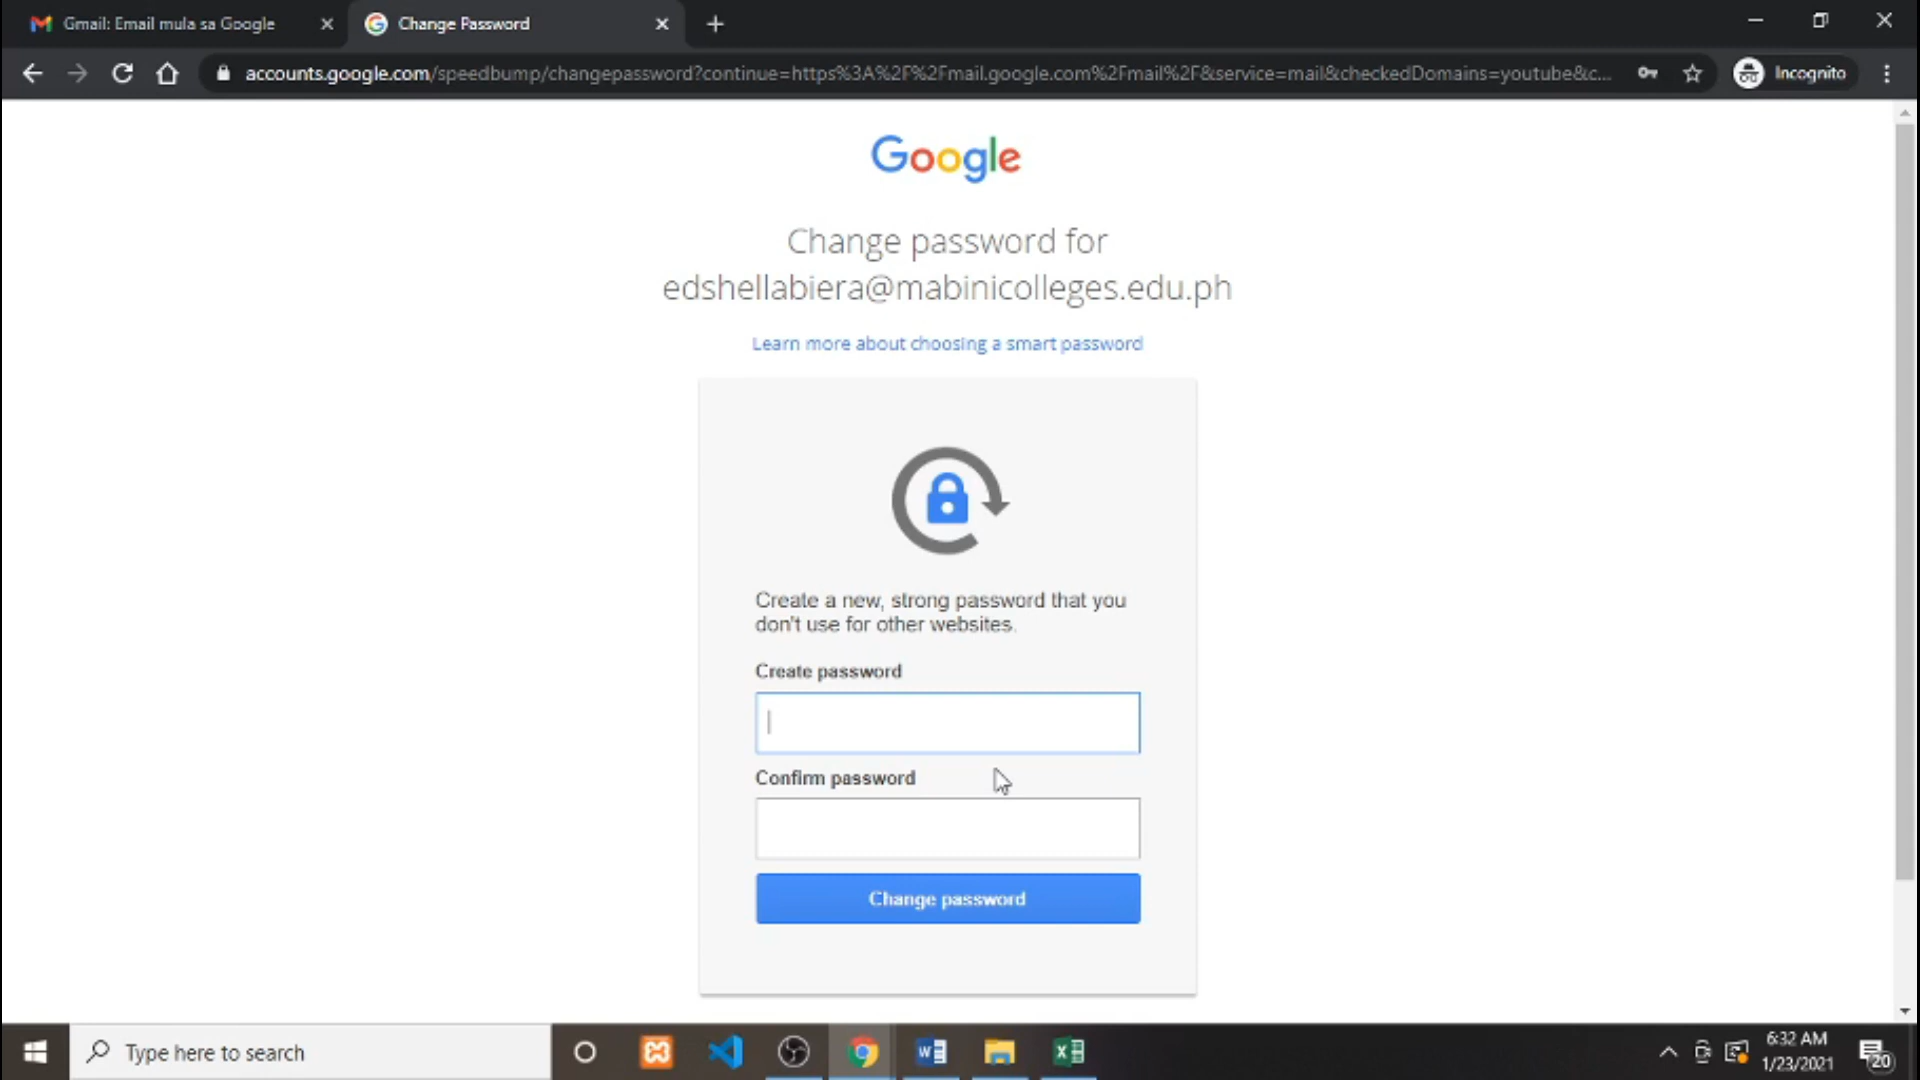 Gmail: Email mula sa Google
Change Password
accounts.google.com/speedbump/changepassword?continue=https%3A%2F%2Fmail.google.com%2Fmail%2F&service=mail&checkedDomains=youtube&c...
Incognito
Google
Change password for
edshellabiera@mabinicolleges.edu.ph
Learn more about choosing a smart password
Create a new, strong password that you
don't use for other websites.
Create password
Confirm password
Change password
Type here to search
6:32 AM
1/23/2021
20